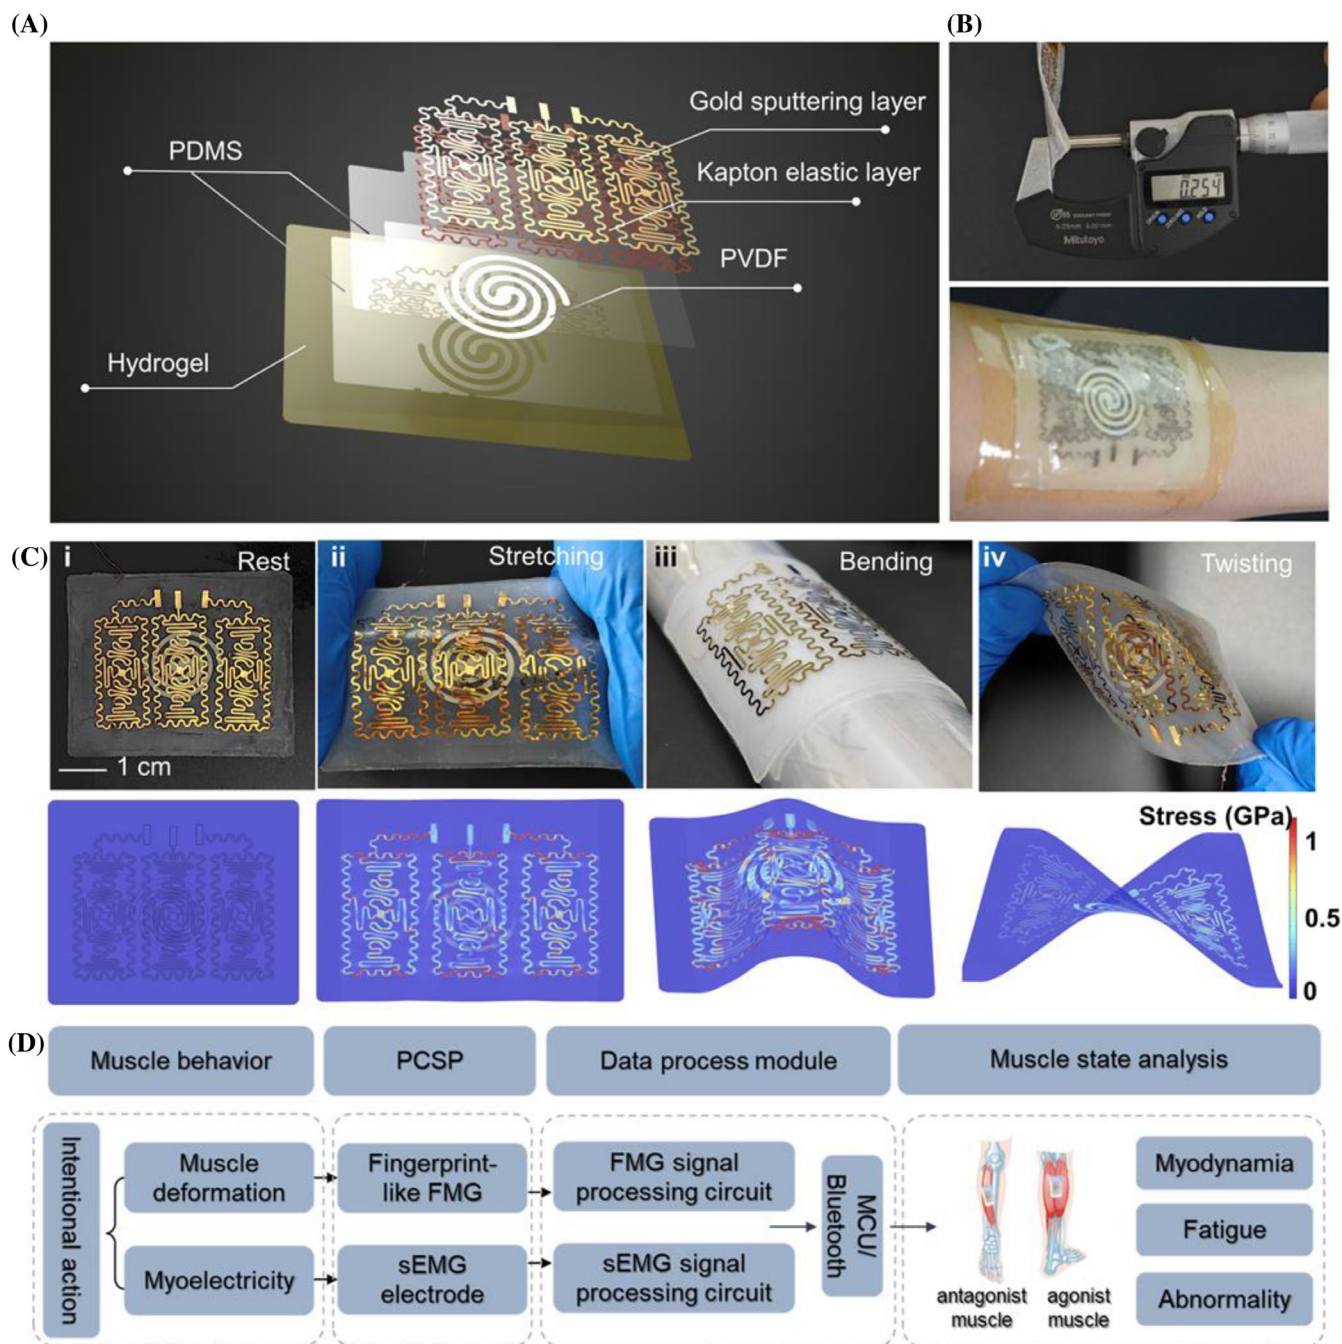 (A)
(B)
Gold sputtering layer
PDMS
Kapton elastic layer
PVDF
Hydrogel
0.254
Mitutoyo
(C)
i
Rest
ii
Stretching
iii
Bending
iv
Twisting
1 cm
Stress (GPa)
1
0.5
0
(D)
Muscle behavior
PCSP
Data process module
Muscle state analysis
Intentional action
Muscle
deformation
Fingerprint-
like FMG
FMG signal
processing circuit
MCU/
Bluetooth
Myodynamia
Fatigue
Myoelectricity
sEMG
electrode
sEMG signal
processing circuit
antagonist
muscle
agonist
muscle
Abnormality